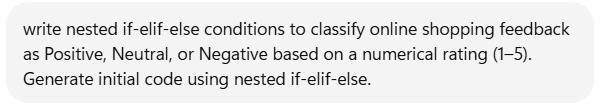 write nested if-elif-else conditions to classify online shopping feedback
as Positive, Neutral, or Negative based on a numerical rating (1–5).
Generate initial code using nested if-elif-else.